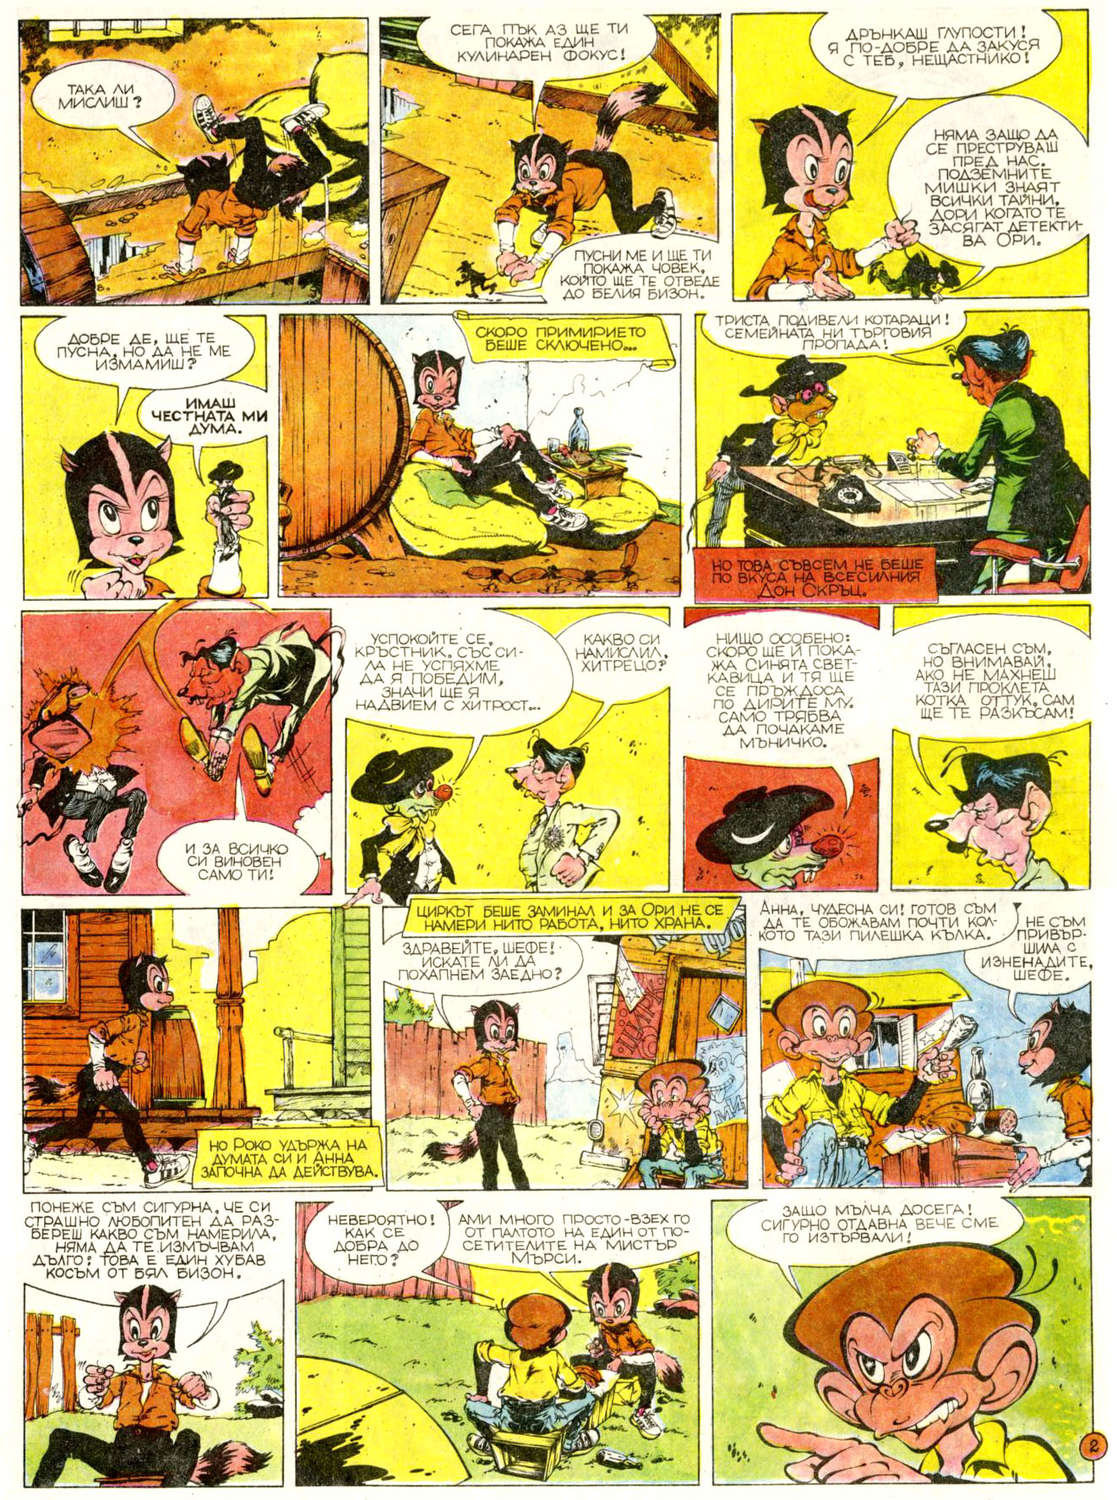 ТАКА ЛИ
МИСЛИШ?
СЕГА ПЪК АЗ ЩЕ ТИ
ПОКАЖА ЕДИН
КУЛИНАРЕН ФОКУС!
ПУСНИ МЕ И ЩЕ ТИ
ПОКАЖА ЧОВЕК,
КОЙТО ЩЕ ТЕ ОТВЕДЕ
ДО БЕЛИЯ БИЗОН.
ДРЪНКАШ ГЛУПОСТИ!
Я ПО-ДОБРЕ ДА ЗАКУСЯ
С ТЕБ, НЕЩАСТНИКО!
НЯМА ЗАЩО ДА
СЕ ПРЕСТРУВАШ
ПРЕД НАС.
ПОДЗЕМНИТЕ
МИШКИ ЗНАЯТ
ВСИЧКИ ТАЙНИ,
ДОРИ КОГАТО ТЕ
ЗАСЯГАТ ДЕТЕКТИ-
ВА ОРИ.
ДОБРЕ ДЕ, ЩЕ ТЕ
ПУСНА, НО ДА НЕ МЕ
ИЗМАМИШ?
ИМАШ
ЧЕСТНАТА МИ
ДУМА.
СКОРО ПРИМИРИЕТО
БЕШЕ СКЛЮЧЕНО...
ТРИСТА ПОДИВЕЛИ КОТАРАЦИ!
СЕМЕЙНАТА НИ ТЪРГОВИЯ
ПРОПАДА!
НО ТОВА СЪВСЕМ НЕ БЕШЕ
ПО ВКУСА НА ВСЕСИЛНИЯ
ДОН СКРЪЦ.
И ЗА ВСИЧКО
СИ ВИНОВЕН
САМО ТИ!
УСПОКОЙТЕ СЕ,
КРЪСТНИК, СЪС СИ-
ЛА НЕ УСПЯХМЕ
ДА Я ПОБЕДИМ,
ЗНАЧИ ЩЕ Я
НАДВИЕМ С ХИТРОСТ...
КАКВО СИ
НАМИСЛИЛ,
ХИТРЕЦО?
НИЩО ОСОБЕНО:
СКОРО ЩЕ Й ПОКА-
ЖА СИНЯТА СВЕТ-
КАВИЦА И ТЯ ЩЕ
СЕ ПРЪЖДОСА
ПО ДИРИТЕ МУ.
САМО ТРЯБВА
ДА ПОЧАКАМЕ
МЪНИЧКО.
СЪГЛАСЕН СЪМ,
НО ВНИМАВАЙ,
АКО НЕ МАХНЕШ
ТАЗИ ПРОКЛЕТА
КОТКА ОТТУК, САМ
ЩЕ ТЕ РАЗКЪСАМ!
НО РОКО УДЪРЖА НА
ДУМАТА СИ И АННА
ЗАПОЧНА ДА ДЕЙСТВУВА.
ЦИРКЪТ БЕШЕ ЗАМИНАЛ И ЗА ОРИ НЕ СЕ
НАМЕРИ НИТО РАБОТА, НИТО ХРАНА.
ЗДРАВЕЙТЕ, ШЕФЕ!
ИСКАТЕ ЛИ ДА
ПОХАПНЕМ ЗАЕДНО?
АННА, ЧУДЕСНА СИ! ГОТОВ СЪМ
ДА ТЕ ОБОЖАВАМ ПОЧТИ КОЛ-
КОТО ТАЗИ ПИЛЕШКА КЪЛКА.
НЕ СЪМ
ПРИВЪР-
ШИЛА С
ИЗНЕНАДИТЕ,
ШЕФЕ.
ПОНЕЖЕ СЪМ СИГУРНА, ЧЕ СИ
СТРАШНО ЛЮБОПИТЕН ДА РАЗ-
БЕРЕШ КАКВО СЪМ НАМЕРИЛА,
НЯМА ДА ТЕ ИЗМЪЧВАМ
ДЪЛГО: ТОВА Е ЕДИН ХУБАВ
КОСЪМ ОТ БЯЛ БИЗОН.
НЕВЕРОЯТНО!
КАК СЕ
ДОБРА ДО
НЕГО?
АМИ МНОГО ПРОСТО-ВЗЕХ ГО
ОТ ПАЛТОТО НА ЕДИН ОТ ПО-
СЕТИТЕЛИТЕ НА МИСТЪР
МЪРСИ.
ЗАЩО МЪЛЧА ДОСЕГА!
СИГУРНО ОТДАВНА ВЕЧЕ СМЕ
ГО ИЗТЪРВАЛИ!
2